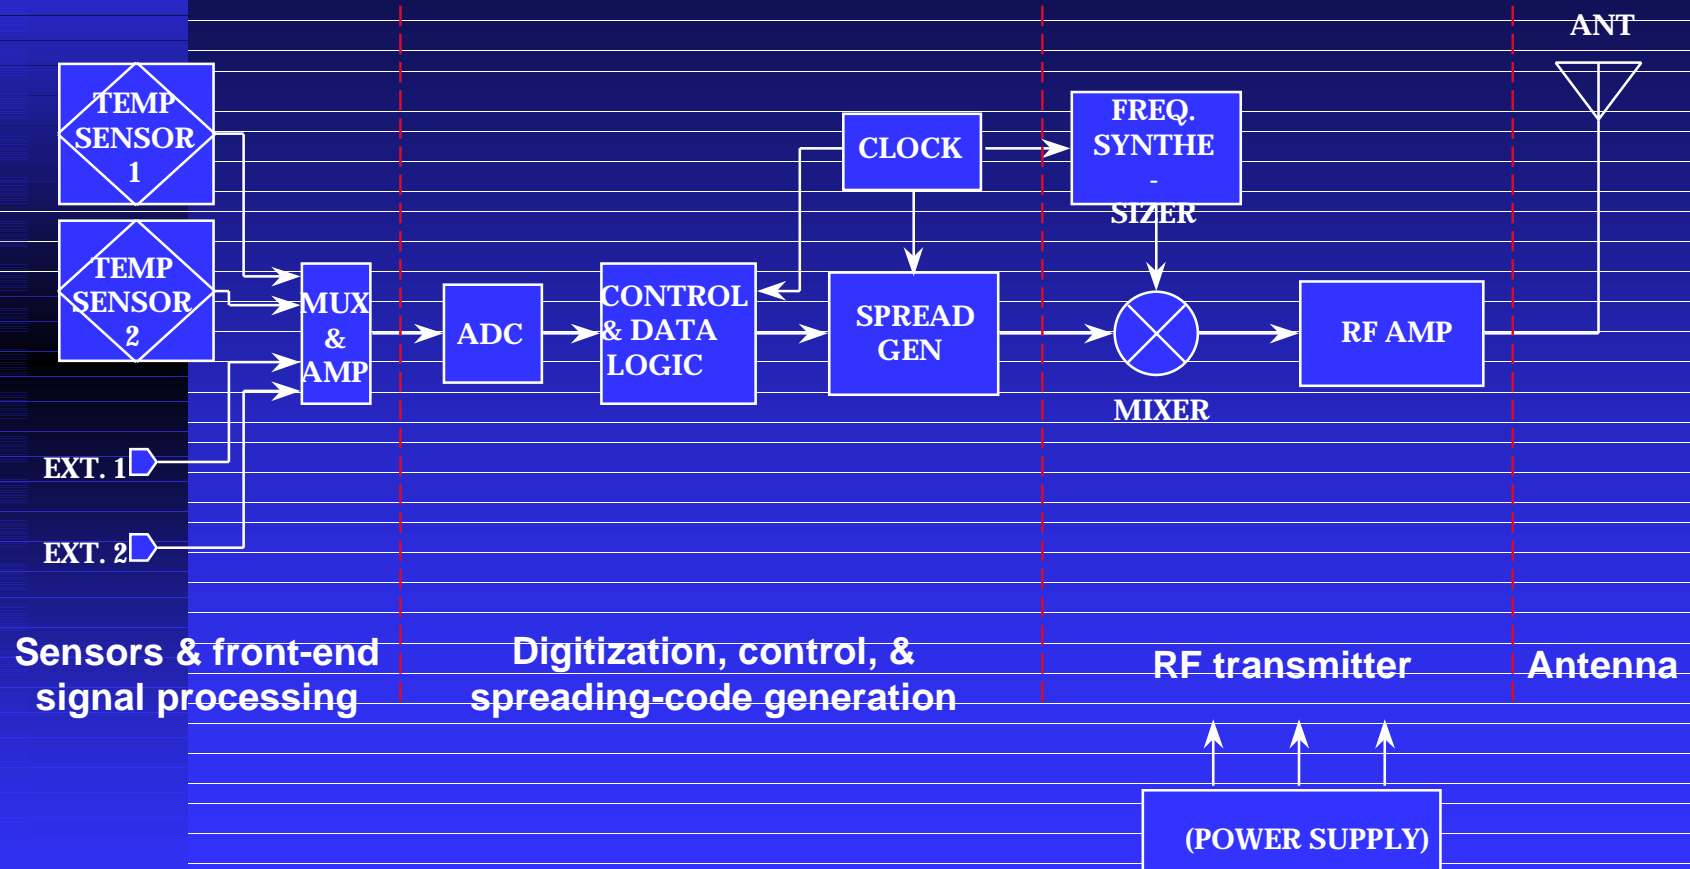 ANT
TEMP
SENSOR
1
CLOCK
FREQ.
SYNTHE
-
SIZER
TEMP
SENSOR
2
MUX
&
AMP
ADC
CONTROL
& DATA
LOGIC
SPREAD
GEN
MIXER
RF AMP
EXT. 1
EXT. 2
Sensors & front-end
signal processing
Digitization, control, &
spreading-code generation
RF transmitter
Antenna
(POWER SUPPLY)